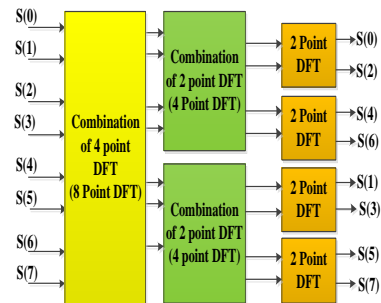 S(0)
S(1)
S(2)
S(3)
S(4)
S(5)
S(6)
S(7)
Combination
of 4 point
DFT
(8 Point DFT)
Combination
of 2 point DFT
(4 Point DFT)
Combination
of 2 point DFT
(4 point DFT)
2 Point
DFT
2 Point
DFT
2 Point
DFT
2 Point
DFT
S(0)
S(2)
S(4)
S(6)
S(1)
S(3)
S(5)
S(7)